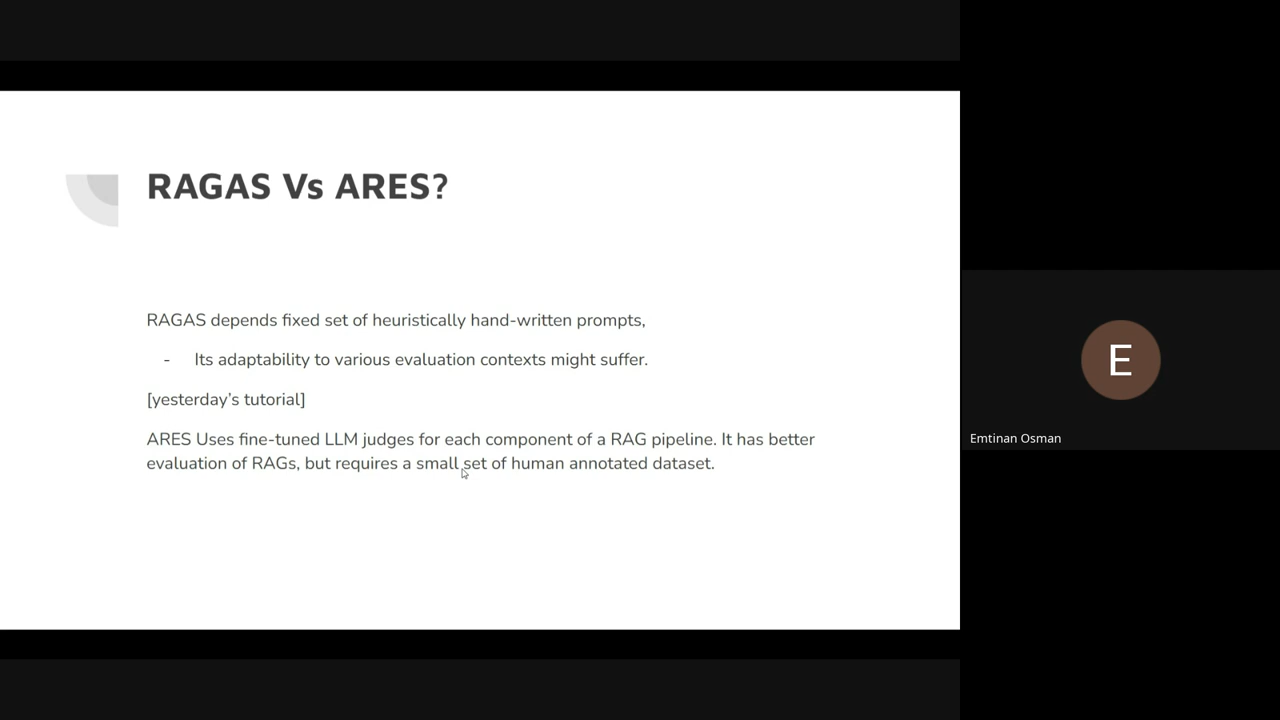 RAGAS Vs ARES?
RAGAS depends fixed set of heuristically hand-written prompts,
- Its adaptability to various evaluation contexts might suffer.
[yesterday's tutorial]
ARES Uses fine-tuned LLM judges for each component of a RAG pipeline. It has better
evaluation of RAGs, but requires a small set of human annotated dataset.
E
Emtinan Osman